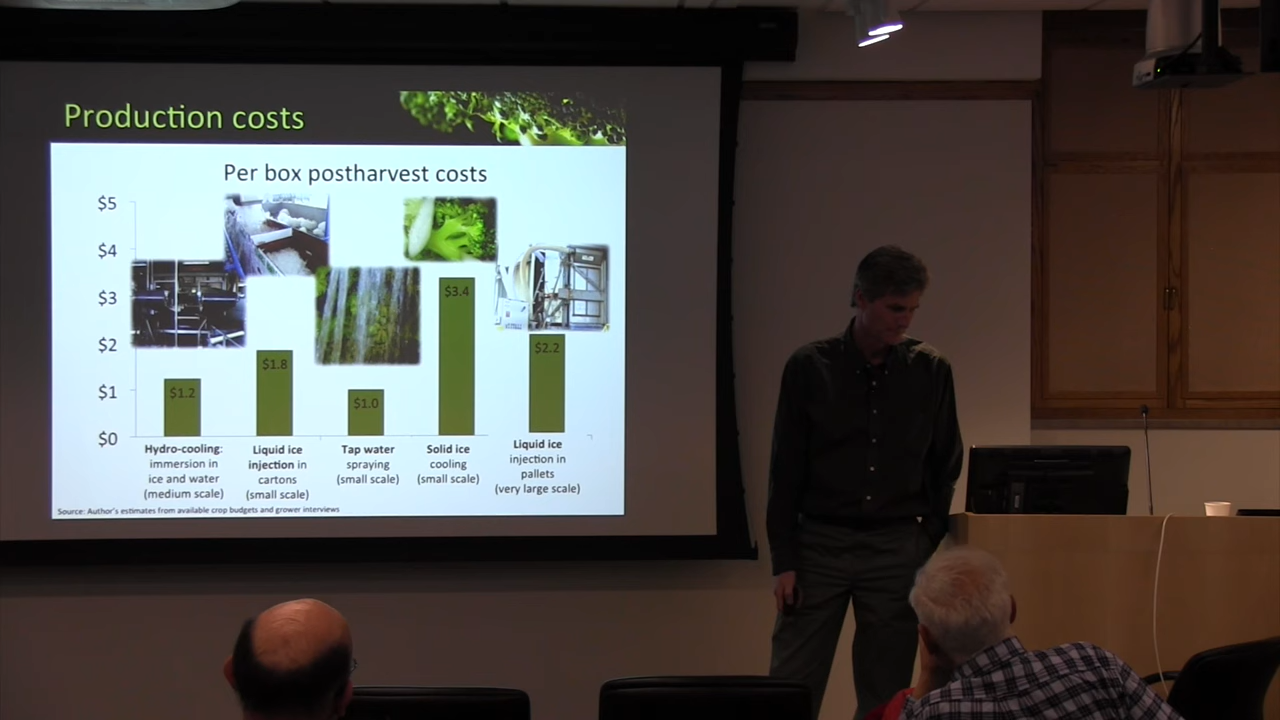 Production costs
Per box postharvest costs
$5
$4
$3
$2
$1
$0
$1.2
$1.8
$1.0
$3.4
$2.2
Hydro-cooling:
immersion in
ice and water
(medium scale)
Liquid ice
injection in
cartons
(small scale)
Tap water
spraying
(small scale)
Solid ice
cooling
(small scale)
Liquid ice
injection in
pallets
(very large scale)
Source: Author's estimates from available crop budgets and grower interviews